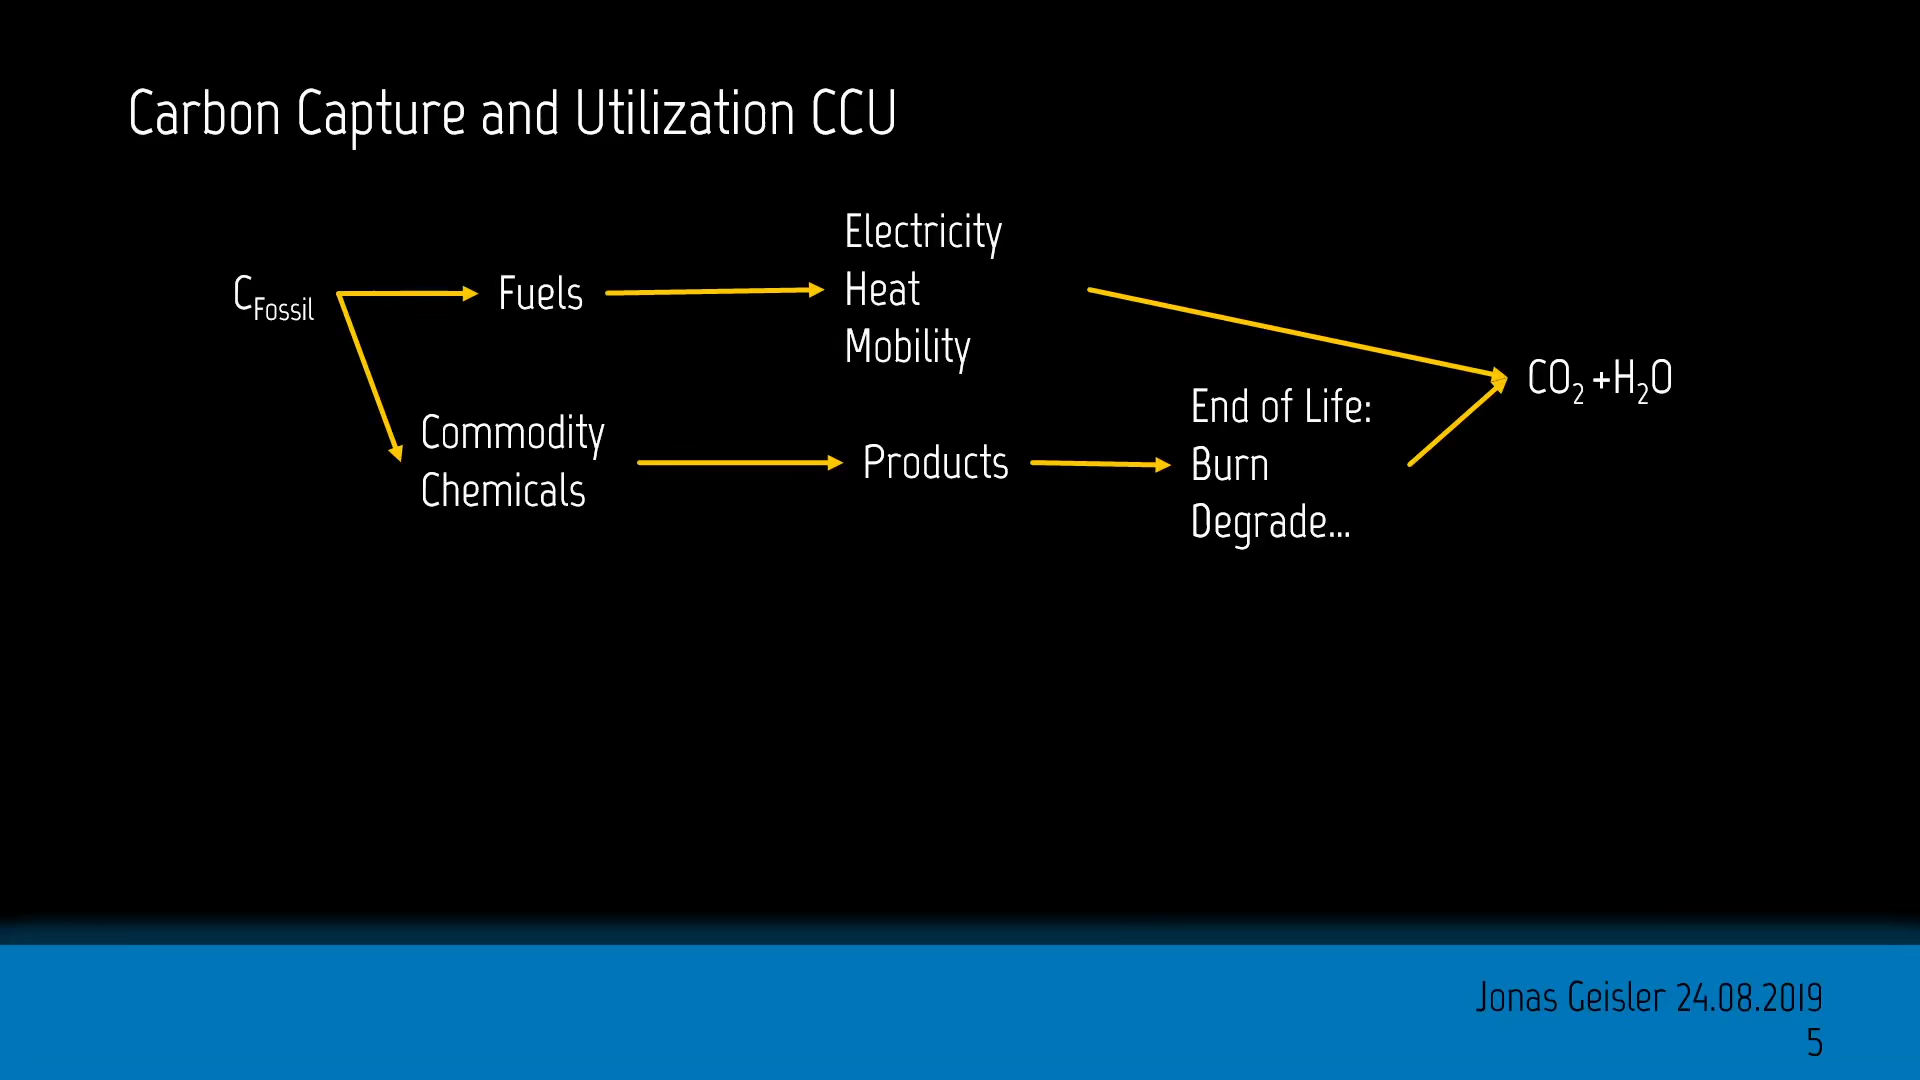 Carbon Capture and Utilization CCU
C_Fossil
Fuels
Electricity
Heat
Mobility
Commodity
Chemicals
Products
End of Life:
Burn
Degrade...
CO₂ +H₂O
Jonas Geisler 24.08.2019
5